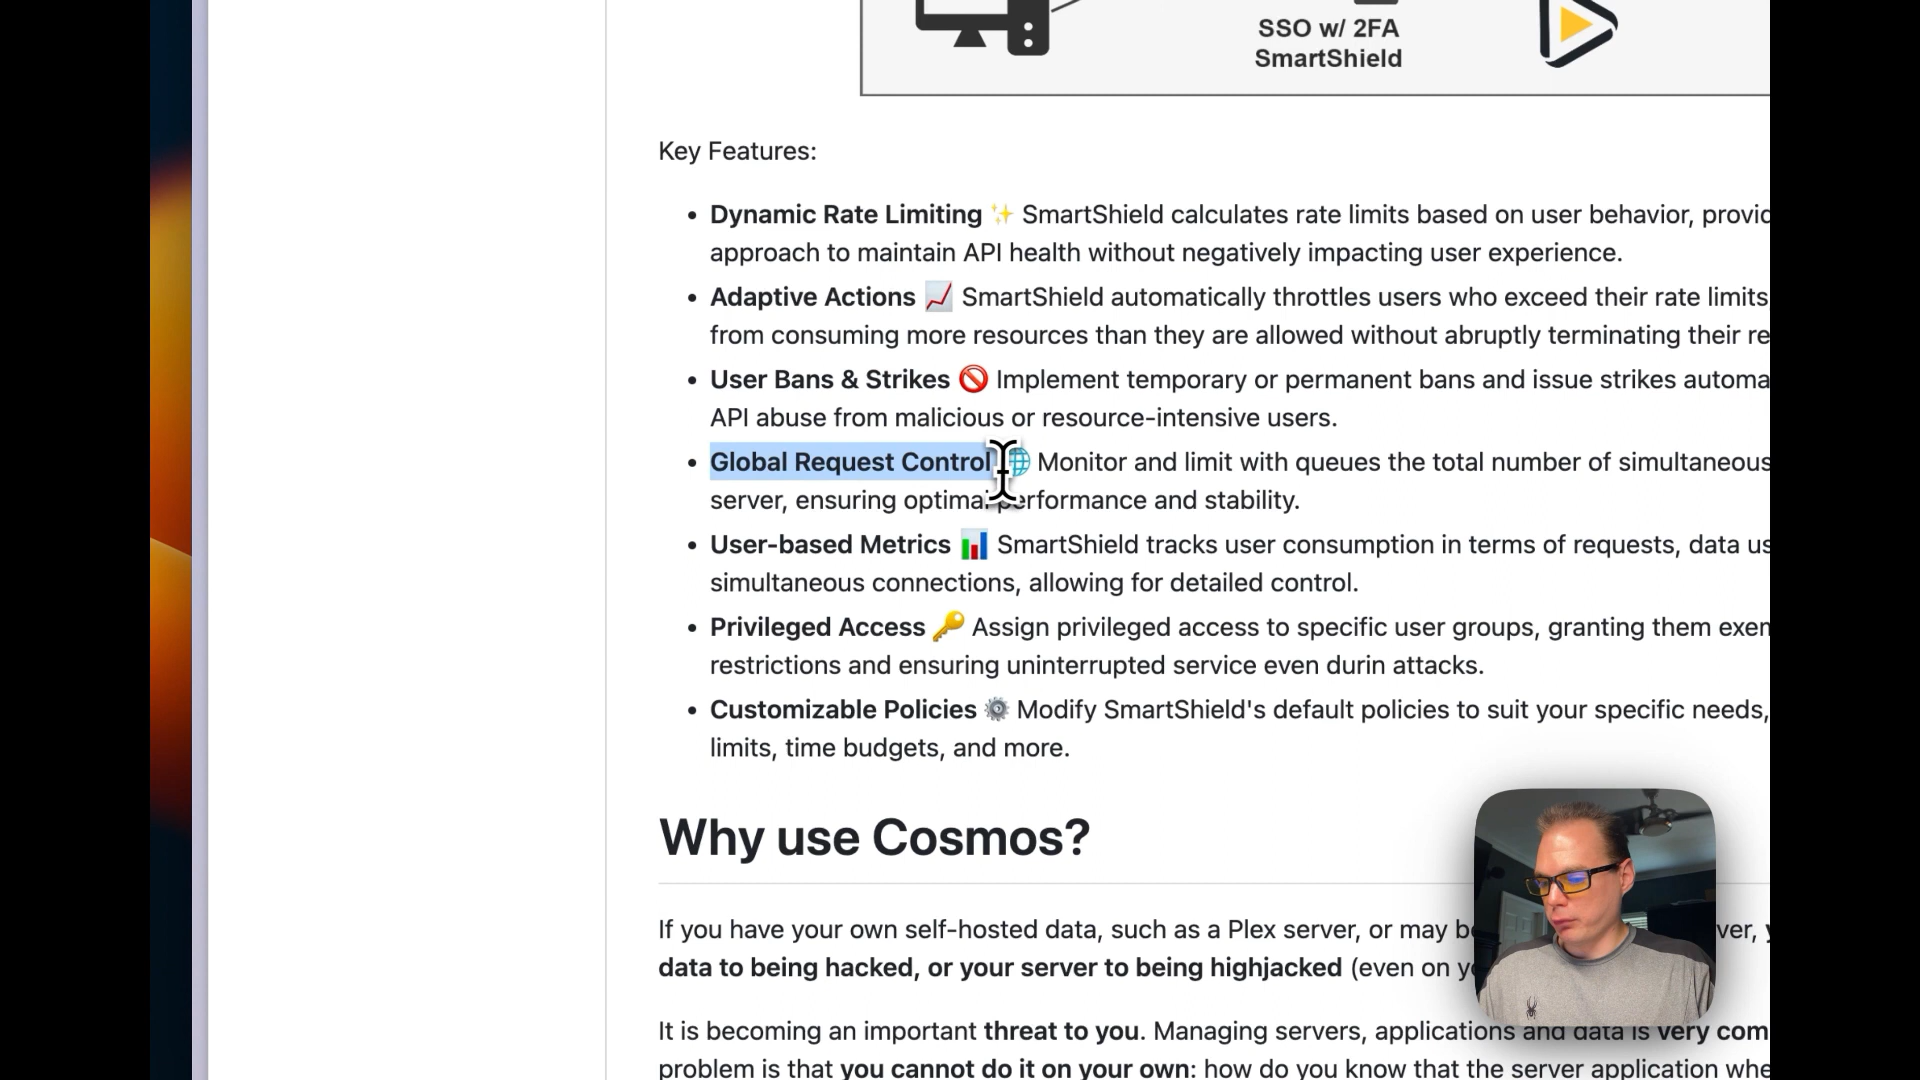 SSO w/ 2FA
SmartShield
Key Features:
Dynamic Rate Limiting ✨ SmartShield calculates rate limits based on user behavior,
approach to maintain API health without negatively impacting user experience.
Adaptive Actions 📈 SmartShield automatically throttles users who exceed their rate limits
from consuming more resources than they are allowed without abruptly terminating their
User Bans & Strikes 🚫 Implement temporary or permanent bans and issue strikes
API abuse from malicious or resource-intensive users.
Global Request Control 🌐 Monitor and limit with queues the total number of simultaneous
server, ensuring optimal performance and stability.
User-based Metrics 📊 SmartShield tracks user consumption in terms of requests, data
simultaneous connections, allowing for detailed control.
Privileged Access 🔑 Assign privileged access to specific user groups, granting them
restrictions and ensuring uninterrupted service even durin attacks.
Customizable Policies ⚙️ Modify SmartShield's default policies to suit your specific needs,
limits, time budgets, and more.
Why use Cosmos?
If you have your own self-hosted data, such as a Plex server, or may
data to being hacked, or your server to being highjacked (even on
It is becoming an important threat to you. Managing servers, applications and data is very
problem is that you cannot do it on your own: how do you know that the server application